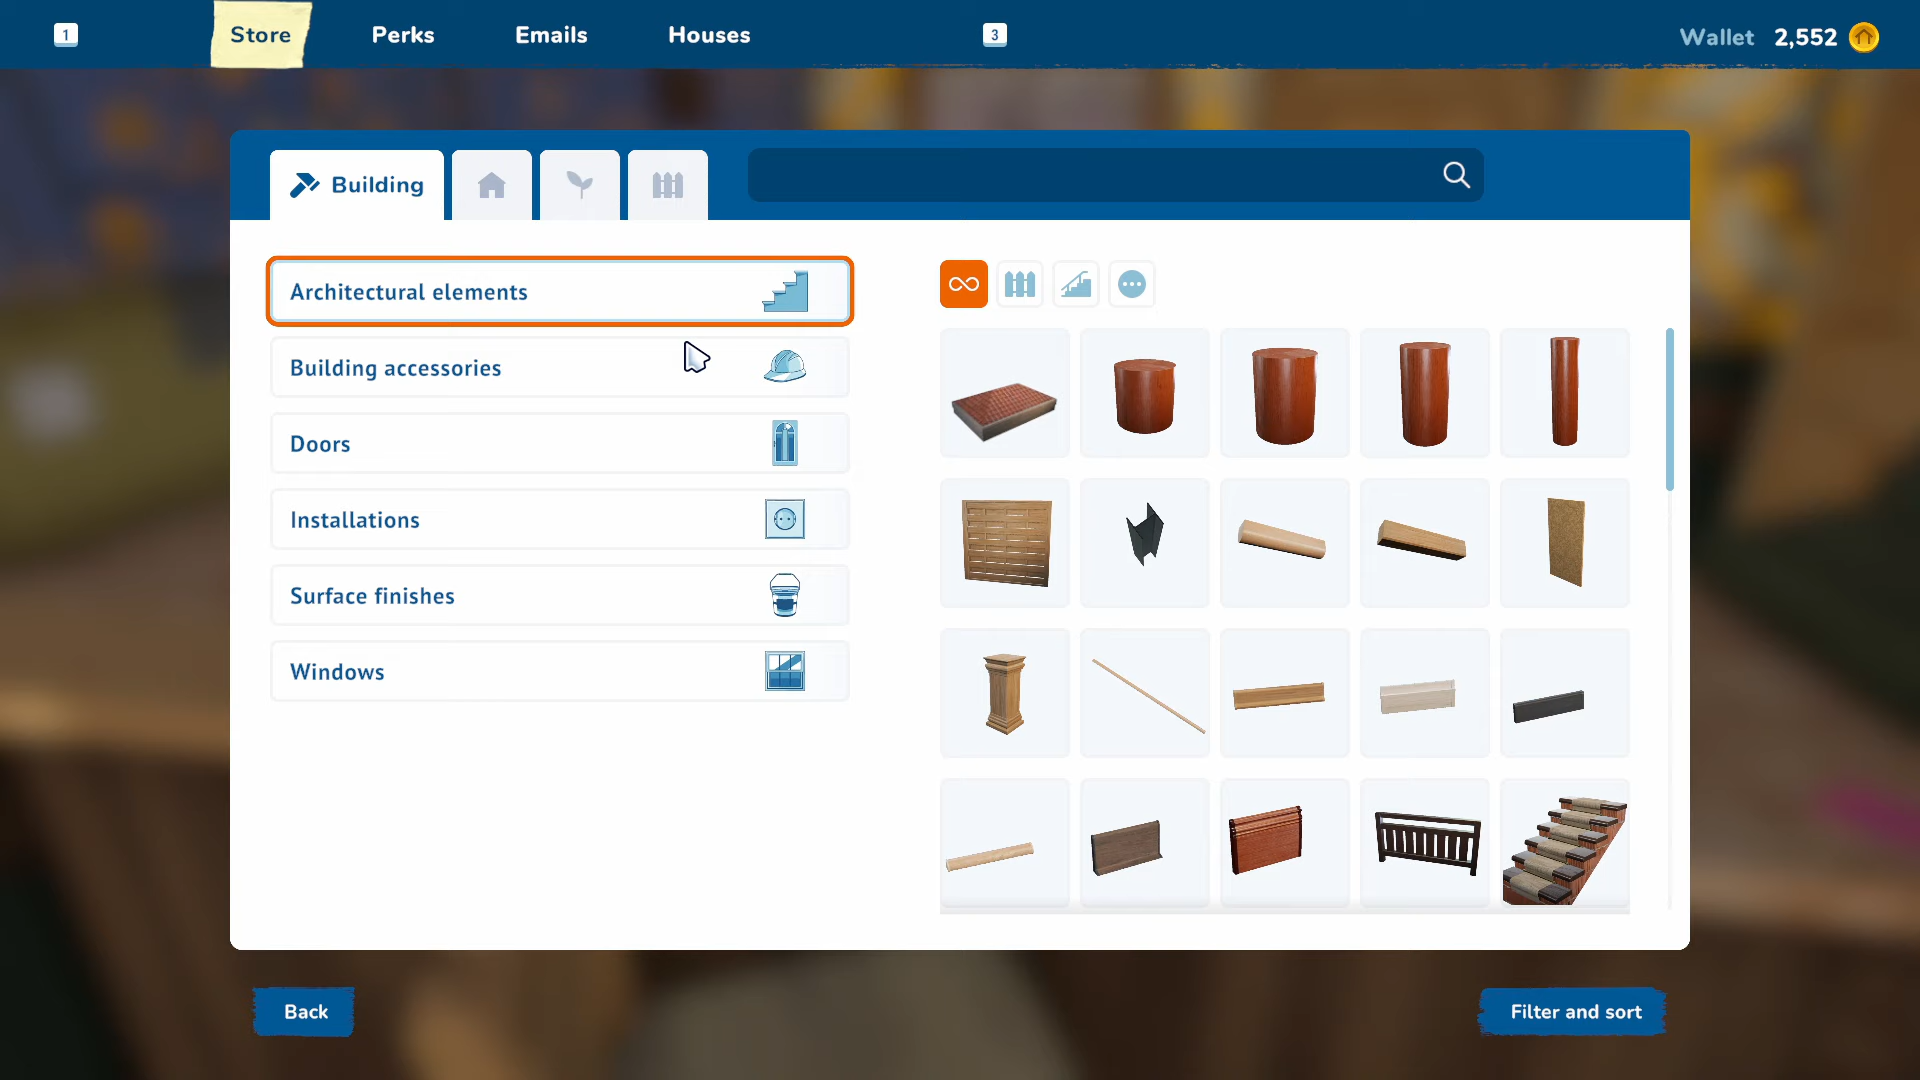 1
Store
Perks
Emails
Houses
3
Wallet 2,552
Building
Architectural elements
Building accessories
Doors
Installations
Surface finishes
Windows
Back
Filter and sort